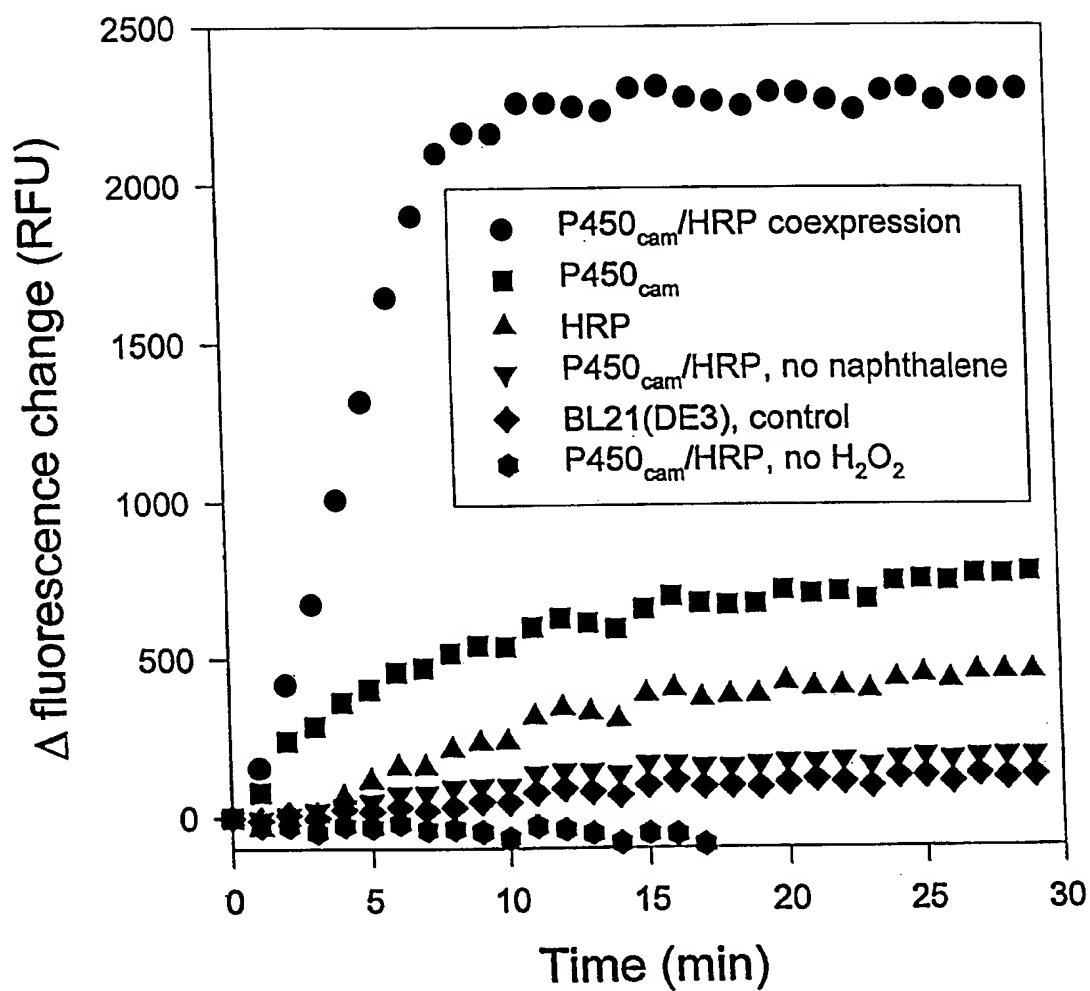 2500
2000
1500
1000
500
0
Δ fluorescence change (RFU)
P450cam/HRP coexpression
P450cam
HRP
P450cam/HRP, no naphthalene
BL21(DE3), control
P450cam/HRP, no H2O2
0 5 10 15 20 25 30
Time (min)